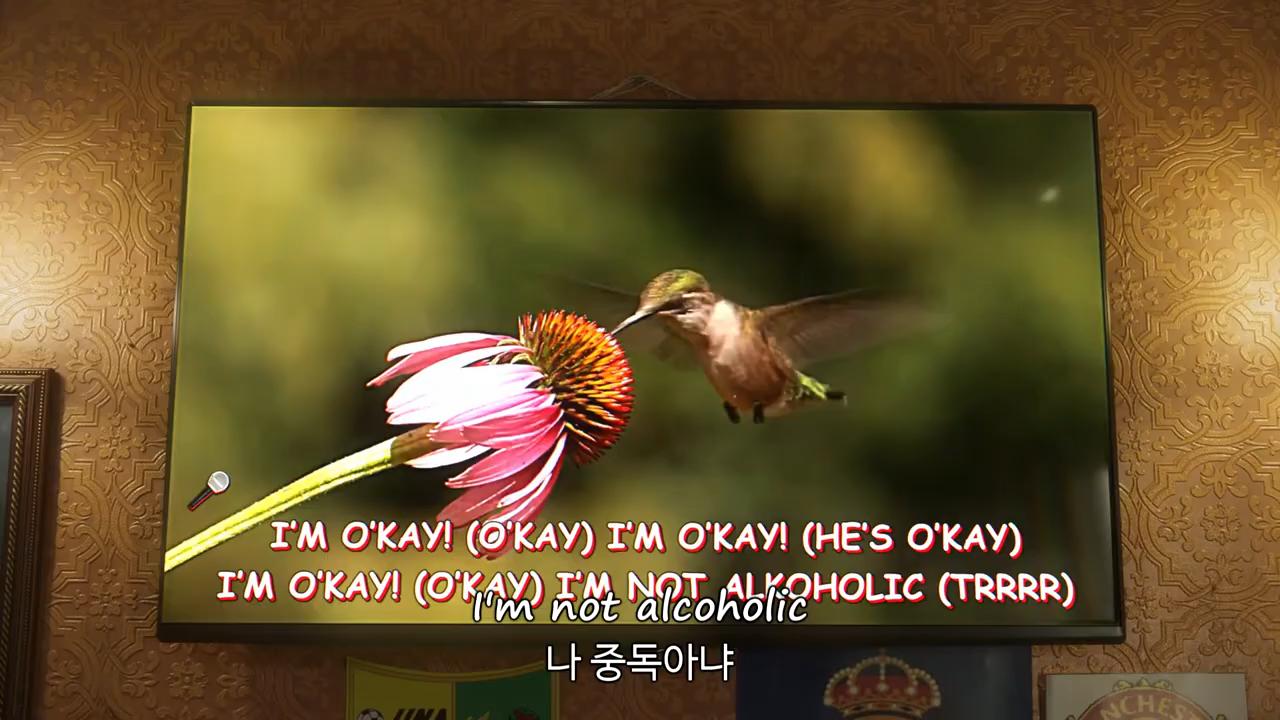 I'M O'KAY! (O'KAY) I'M O'KAY! (HE'S O'KAY)
I'M O'KAY! (O'KAY) I'M NOT ALKOHOLIC (TRRRR)
I'm not alcoholic
나 중독아냐